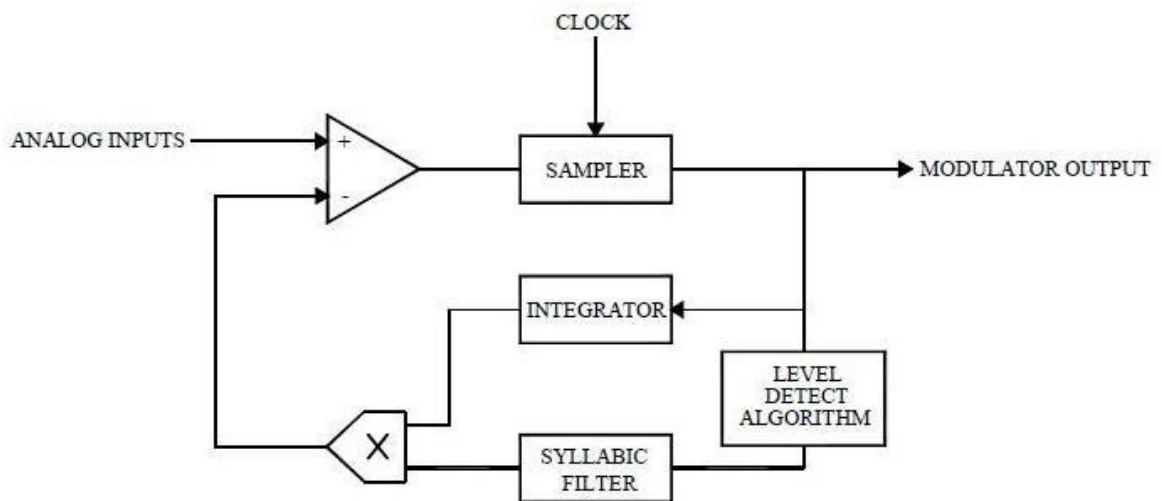 CLOCK
ANALOG INPUTS
+
-
SAMPLER
MODULATOR OUTPUT
INTEGRATOR
LEVEL
DETECT
ALGORITHM
X
SYLLABIC
FILTER